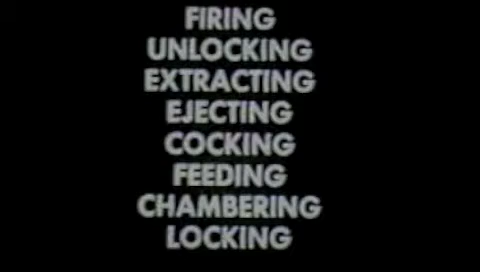 FIRING
UNLOCKING
EXTRACTING
EJECTING
COCKING
FEEDING
CHAMBERING
LOCKING